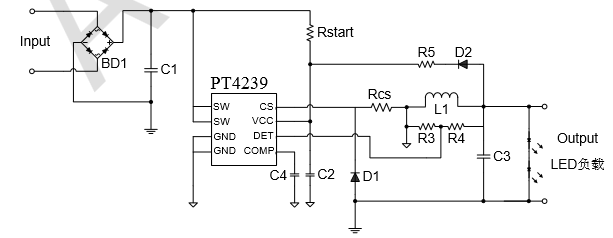 Input
BD1
C1
Rstart
R5
D2
PT4239
SW
SW
GND
GND
CS
VCC
DET
COMP
Rcs
L1
R3
R4
C4
C2
D1
C3
Output
LED负载